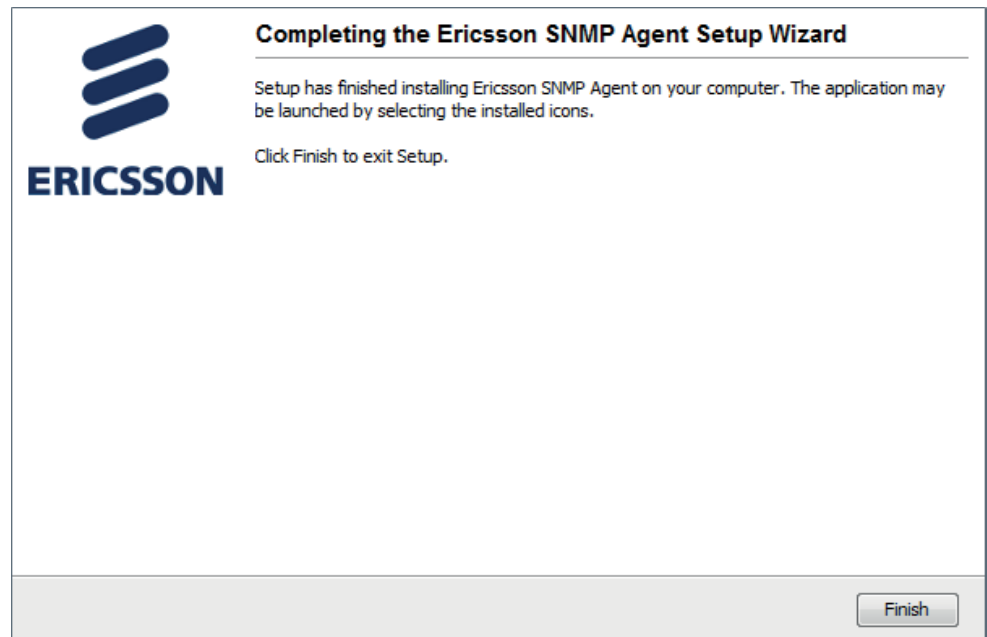 Completing the Ericsson SNMP Agent Setup Wizard
Setup has finished installing Ericsson SNMP Agent on your computer. The application may
be launched by selecting the installed icons.
Click Finish to exit Setup.
ERICSSON
Finish